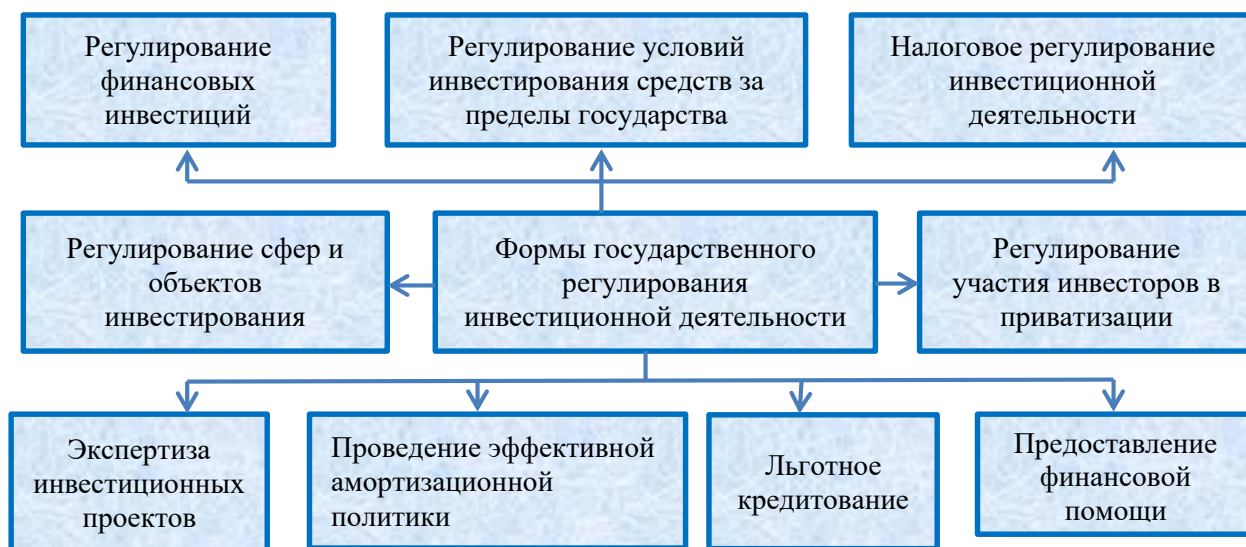 Регулирование
финансовых
инвестиций
Регулирование условий
инвестирования средств за
пределы государства
Налоговое регулирование
инвестиционной
деятельности
Регулирование сфер и
объектов
инвестирования
Формы государственного
регулирования
инвестиционной деятельности
Регулирование
участия инвесторов в
приватизации
Экспертиза
инвестиционных
проектов
Проведение эффективной
амортизационной
политики
Льготное
кредитование
Предоставление
финансовой
помощи